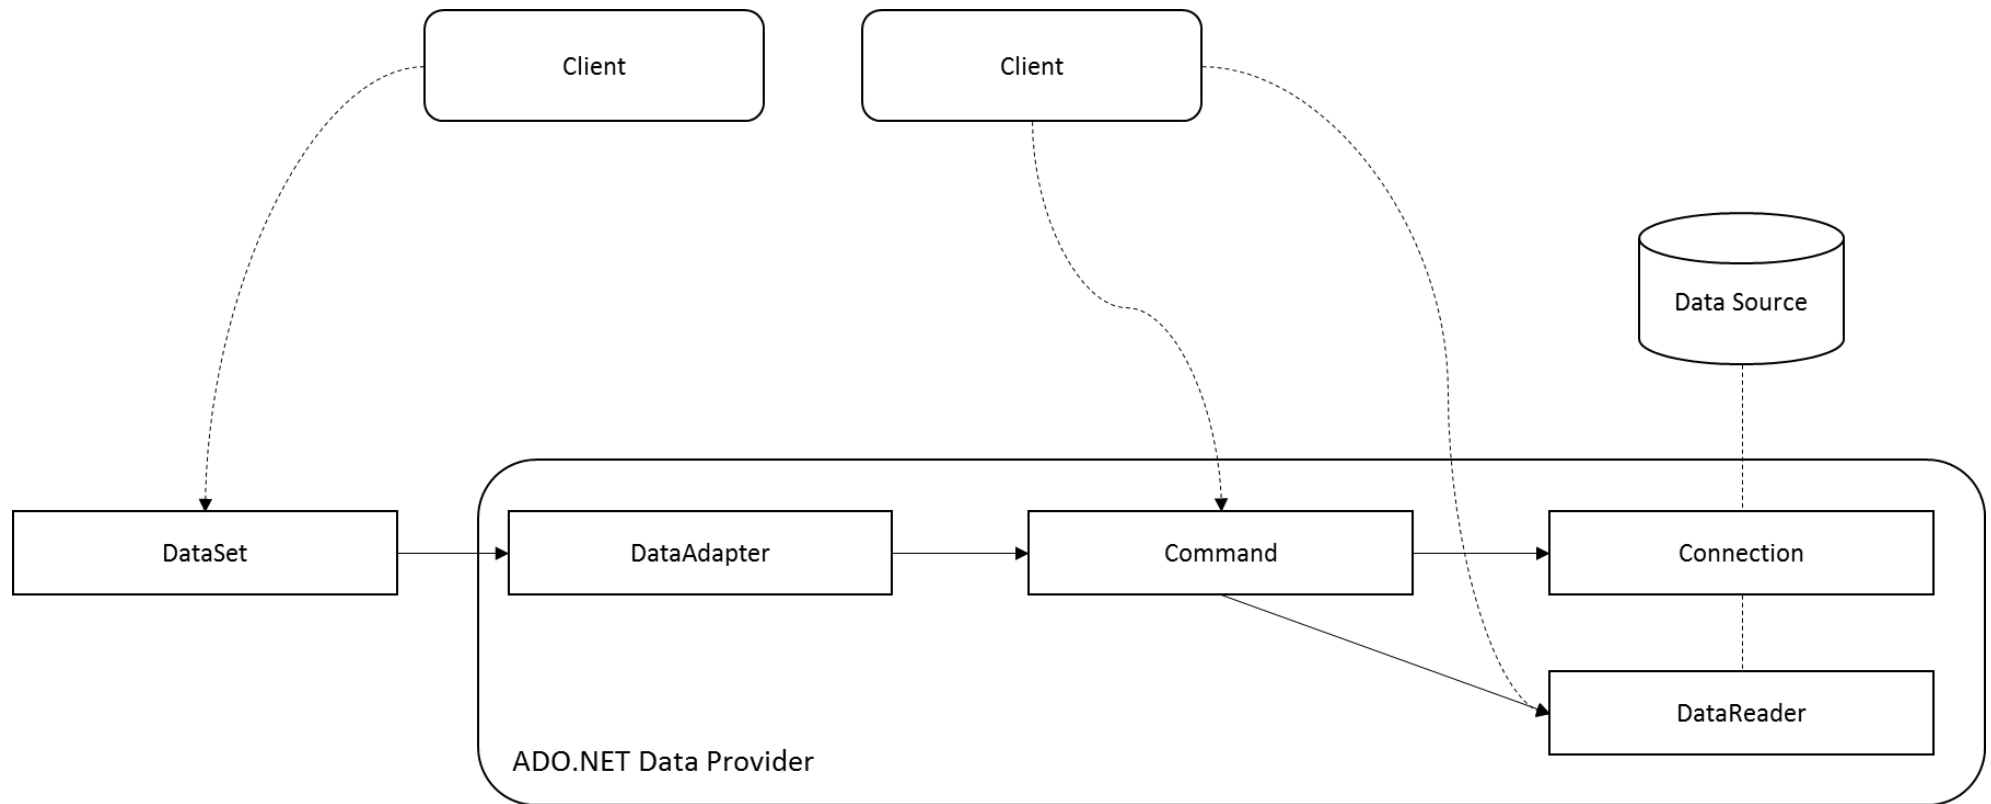 Client
Client
Data Source
DataSet
DataAdapter
Command
Connection
DataReader
ADO.NET Data Provider